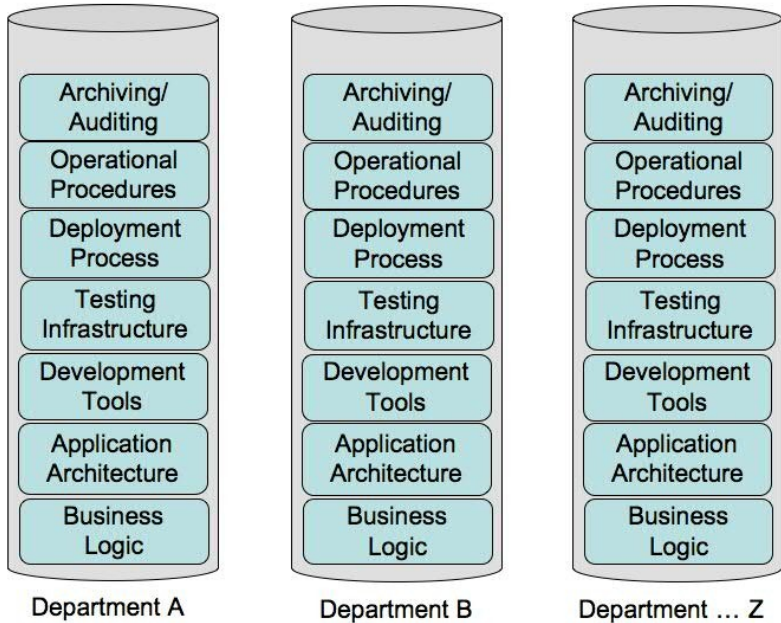 Archiving/
Auditing
Operational
Procedures
Deployment
Process
Testing
Infrastructure
Development
Tools
Application
Architecture
Business
Logic
Department A
Archiving/
Auditing
Operational
Procedures
Deployment
Process
Testing
Infrastructure
Development
Tools
Application
Architecture
Business
Logic
Department B
Archiving/
Auditing
Operational
Procedures
Deployment
Process
Testing
Infrastructure
Development
Tools
Application
Architecture
Business
Logic
Department ... Z